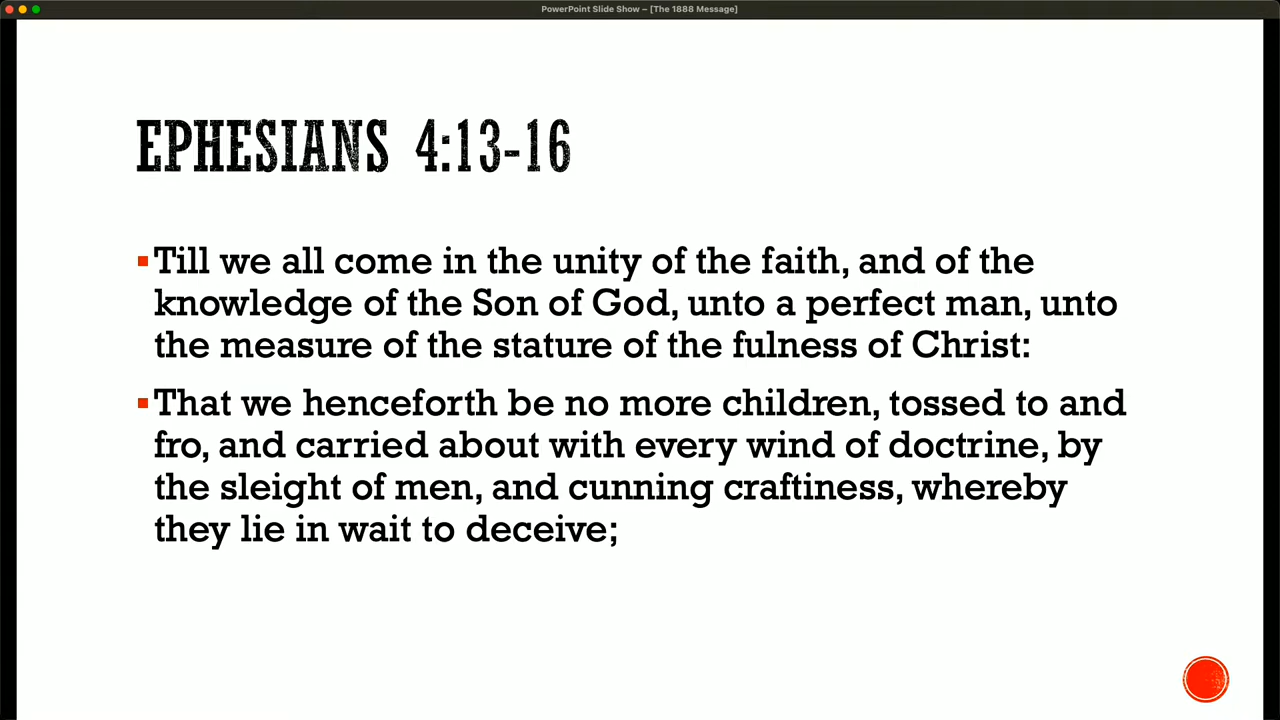 PowerPoint Slide Show – [The 1888 Message]
EPHESIANS 4:13-16
Till we all come in the unity of the faith, and of the
knowledge of the Son of God, unto a perfect man, unto
the measure of the stature of the fulness of Christ:
That we henceforth be no more children, tossed to and
fro, and carried about with every wind of doctrine, by
the sleight of men, and cunning craftiness, whereby
they lie in wait to deceive;